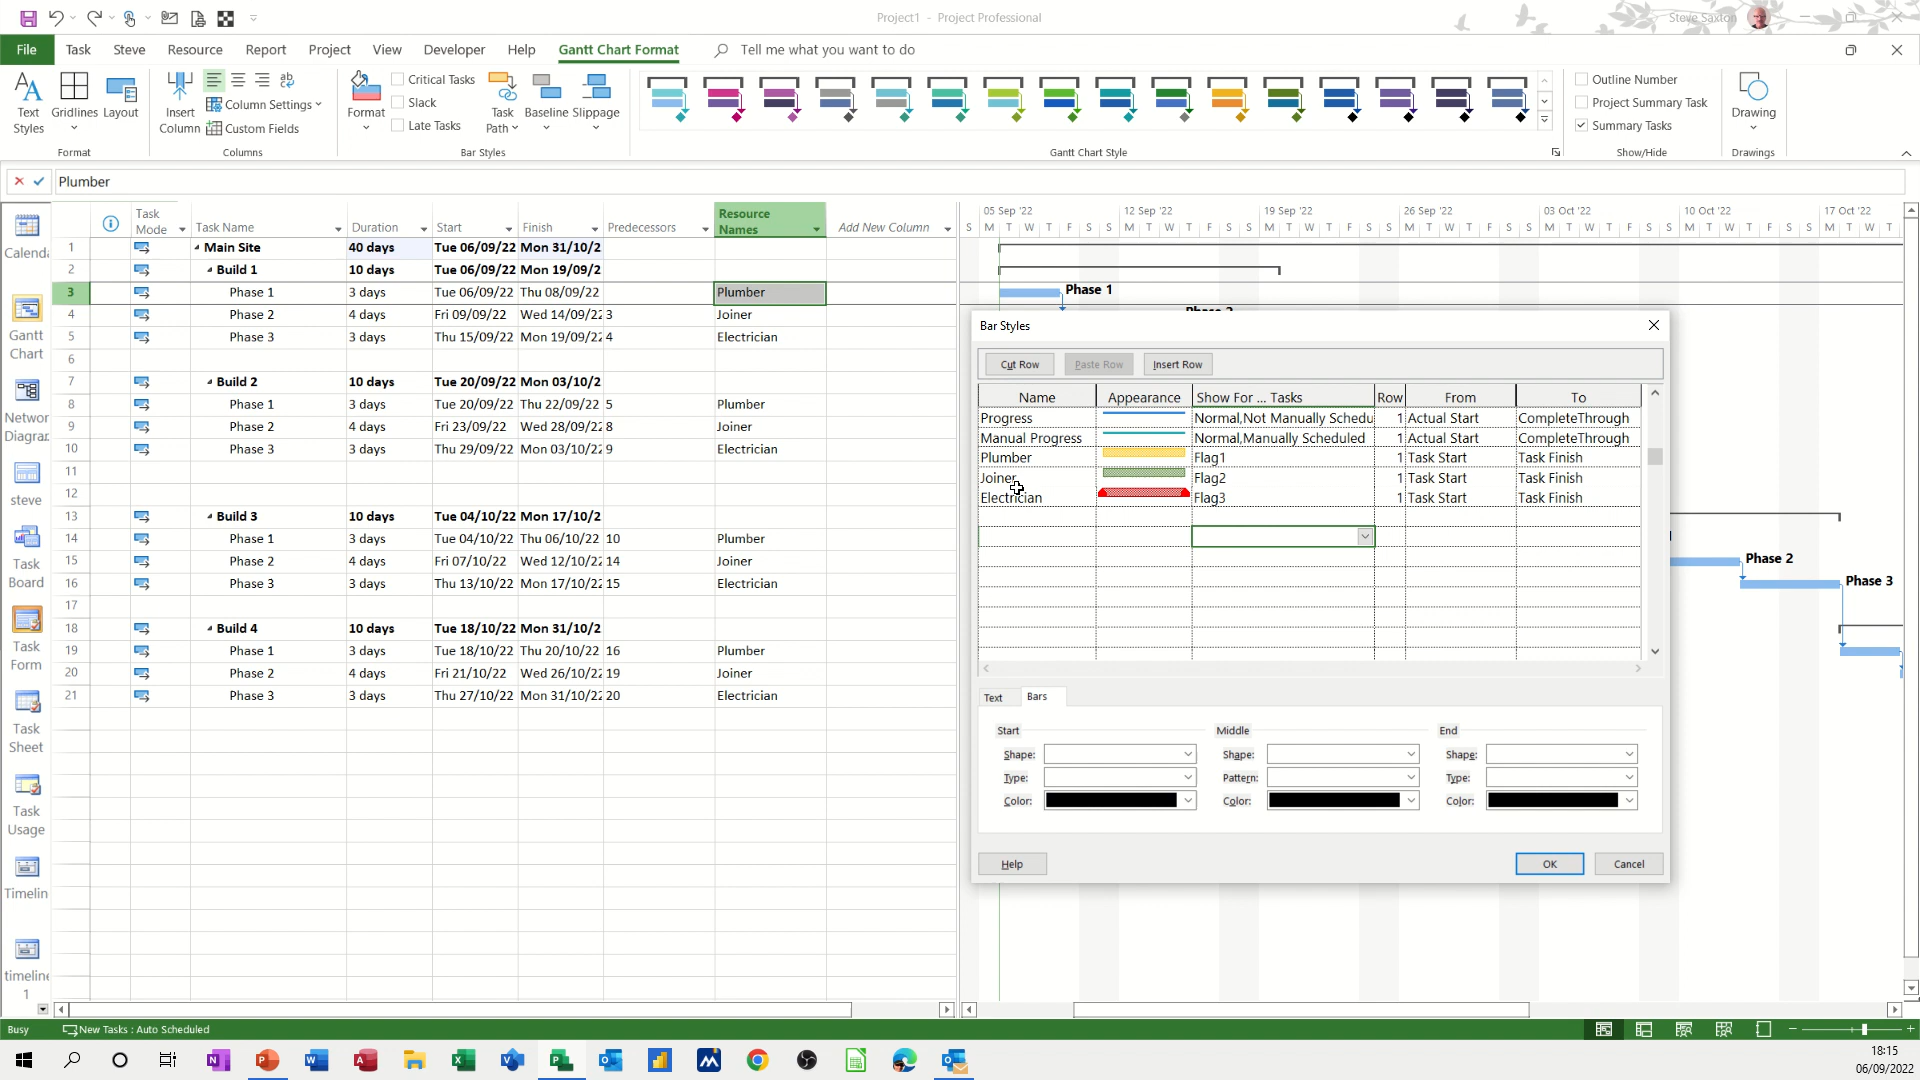 Project1 - Project Professional
Steve Saxton
File Task Steve Resource Report Project View Developer Help Gantt Chart Format Tell me what you want to do
Text Styles
Gridlines
Layout
Format
Insert Column
Column Settings
Custom Fields
Columns
Format
Critical Tasks
Slack
Late Tasks
Task Path
Baseline
Slippage
Bar Styles
Gantt Chart Style
Outline Number
Project Summary Task
Summary Tasks
Show/Hide
Drawing
Drawings
Plumber
Task Mode Task Name Duration Start Finish Predecessors Resource Names Add New Column
1 Main Site 40 days Tue 06/09/22 Mon 31/10/2
2 Build 1 10 days Tue 06/09/22 Mon 19/09/2
3 Phase 1 3 days Tue 06/09/22 Thu 08/09/22 Plumber
4 Phase 2 4 days Fri 09/09/22 Wed 14/09/22 3 Joiner
5 Phase 3 3 days Thu 15/09/22 Mon 19/09/22 4 Electrician
6
7 Build 2 10 days Tue 20/09/22 Mon 03/10/2
8 Phase 1 3 days Tue 20/09/22 Thu 22/09/22 5 Plumber
9 Phase 2 4 days Fri 23/09/22 Wed 28/09/22 8 Joiner
10 Phase 3 3 days Thu 29/09/22 Mon 03/10/22 9 Electrician
11
12
13 Build 3 10 days Tue 04/10/22 Mon 17/10/2
14 Phase 1 3 days Tue 04/10/22 Thu 06/10/22 10 Plumber
15 Phase 2 4 days Fri 07/10/22 Wed 12/10/22 14 Joiner
16 Phase 3 3 days Thu 13/10/22 Mon 17/10/22 15 Electrician
17
18 Build 4 10 days Tue 18/10/22 Mon 31/10/2
19 Phase 1 3 days Tue 18/10/22 Thu 20/10/22 16 Plumber
20 Phase 2 4 days Fri 21/10/22 Wed 26/10/22 19 Joiner
21 Phase 3 3 days Thu 27/10/22 Mon 31/10/22 20 Electrician
Calenda
Gantt Chart
Networ Diagran
steve
Task Board
Task Form
Task Sheet
Task Usage
Timelin
timeline 1
05 Sep '22 12 Sep '22 19 Sep '22 26 Sep '22 03 Oct '22 10 Oct '22 17 Oct '22
S M T W T F S S M T W T F S S M T W T F S S M T W T F S S M T W T F S S M T W T F S S M T W T
Phase 1
Phase 2
Phase 3
Bar Styles
Cut Row Paste Row Insert Row
Name Appearance Show For ... Tasks Row From To
Progress Normal,Not Manually Schedu 1 Actual Start CompleteThrough
Manual Progress Normal,Manually Scheduled 1 Actual Start CompleteThrough
Plumber Flag1 1 Task Start Task Finish
Joiner Flag2 1 Task Start Task Finish
Electrician Flag3 1 Task Start Task Finish
Text Bars
Start Middle End
Shape: Shape: Shape:
Type: Pattern: Type:
Color: Color: Color:
Help OK Cancel
Busy New Tasks : Auto Scheduled
18:15
06/09/2022